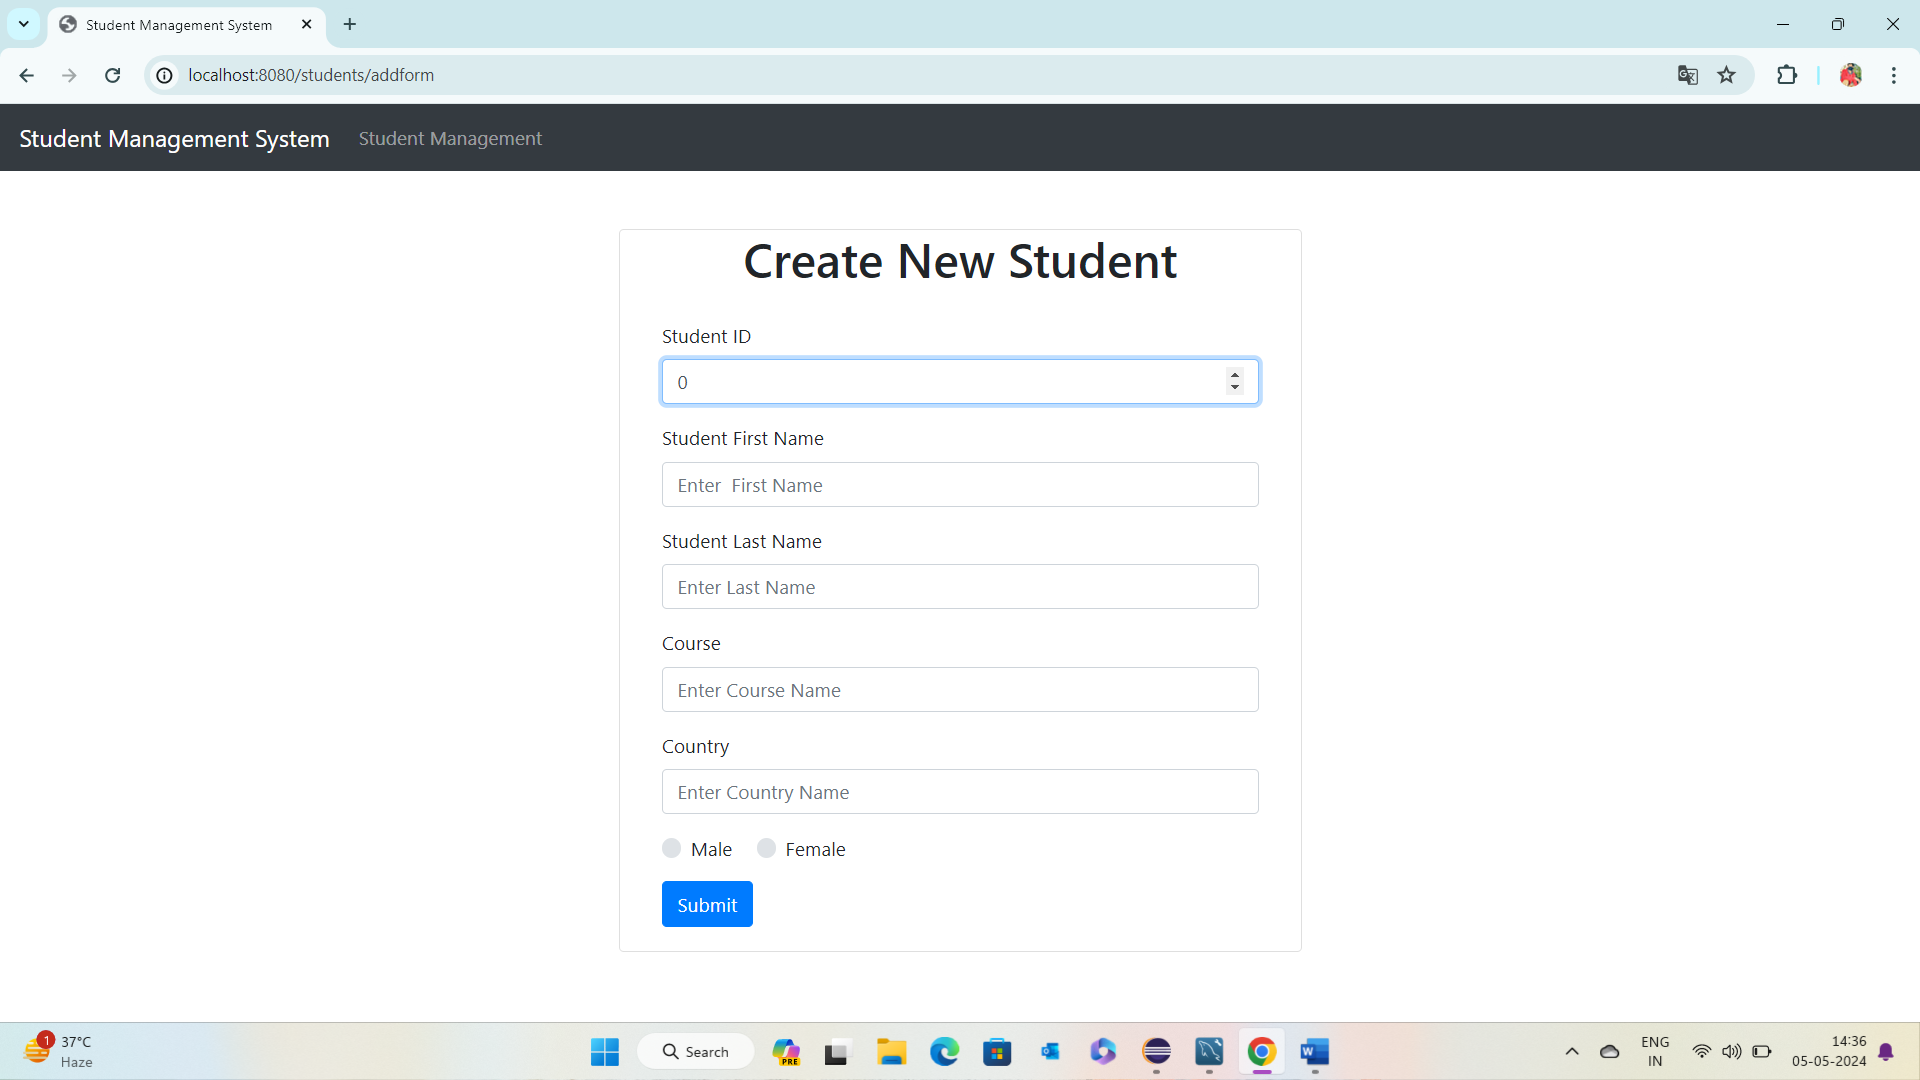 Student Management System
localhost:8080/students/addform
Student Management System Student Management
Create New Student
Student ID
0
Student First Name
Enter  First Name
Student Last Name
Enter Last Name
Course
Enter Course Name
Country
Enter Country Name
Male Female
Submit
1
37°C
Haze
Search
PRE
W
ENG
IN
14:36
05-05-2024